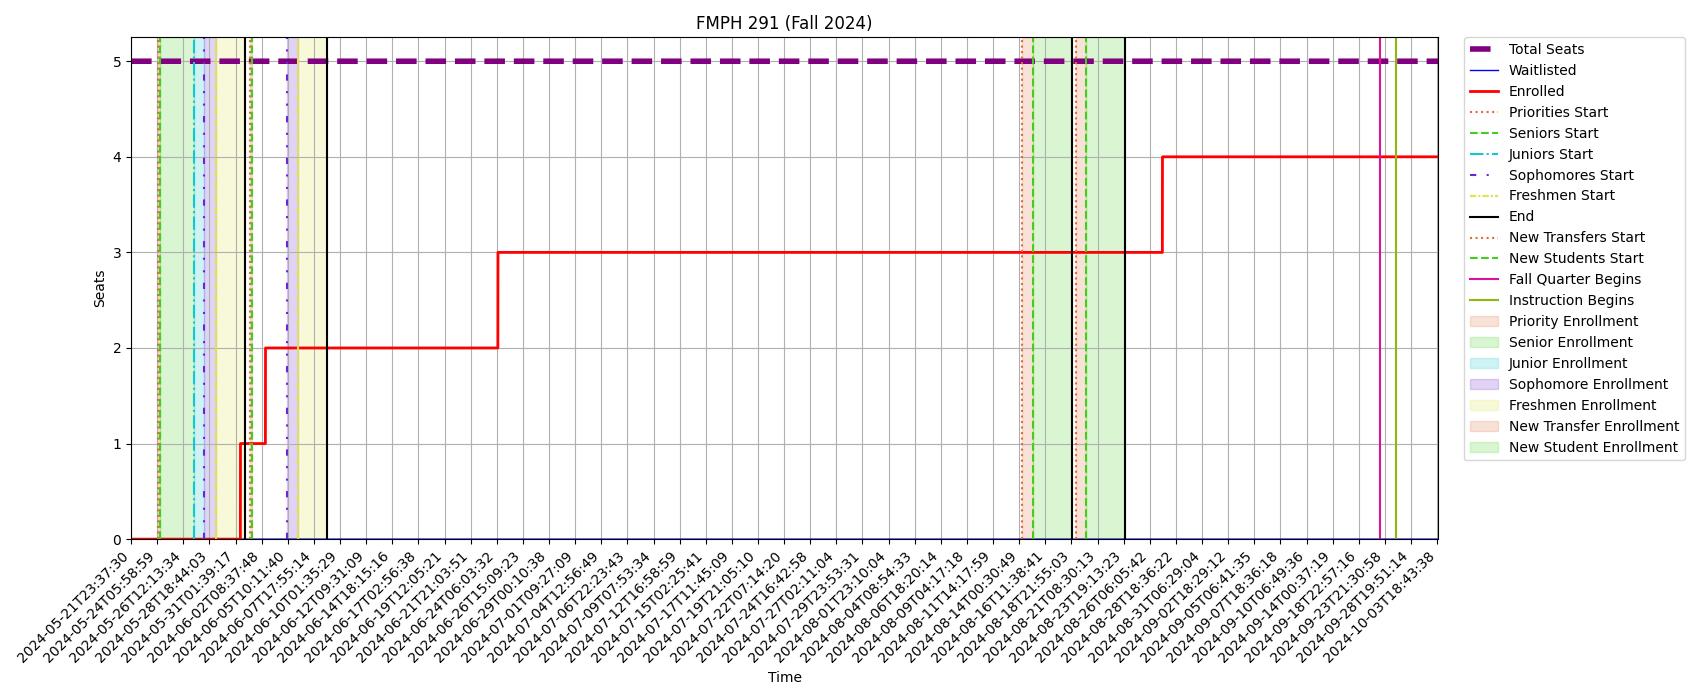 FMPH 291 (Fall 2024)
Seats
5
4
3
2
1
0
2024-05-21T23:37:30
2024-05-24T05:58:59
2024-05-26T12:13:34
2024-05-28T18:44:03
2024-05-31T01:39:17
2024-06-02T08:37:48
2024-06-05T10:11:40
2024-06-07T17:55:14
2024-06-10T01:35:29
2024-06-12T09:31:09
2024-06-14T18:15:16
2024-06-17T02:56:38
2024-06-19T12:05:21
2024-06-21T21:03:51
2024-06-24T06:03:32
2024-06-26T15:09:23
2024-06-29T00:10:38
2024-07-01T09:27:09
2024-07-04T12:56:49
2024-07-06T22:23:43
2024-07-09T07:53:34
2024-07-12T16:58:59
2024-07-15T02:25:41
2024-07-17T11:45:09
2024-07-19T21:05:10
2024-07-22T07:14:20
2024-07-24T16:42:58
2024-07-27T02:11:04
2024-07-29T23:53:31
2024-08-01T23:10:04
2024-08-04T08:54:33
2024-08-06T18:20:14
2024-08-09T04:17:18
2024-08-11T14:17:59
2024-08-14T00:30:49
2024-08-16T11:38:41
2024-08-18T21:55:03
2024-08-21T08:30:13
2024-08-23T19:13:23
2024-08-26T06:05:42
2024-08-28T18:36:22
2024-08-31T06:29:04
2024-09-02T18:29:12
2024-09-05T06:41:35
2024-09-07T18:36:18
2024-09-10T06:49:36
2024-09-14T00:37:19
2024-09-18T22:57:16
2024-09-23T21:30:58
2024-09-28T19:51:14
2024-10-03T18:43:38
Time
Total Seats
Waitlisted
Enrolled
Priorities Start
Seniors Start
Juniors Start
Sophomores Start
Freshmen Start
End
New Transfers Start
New Students Start
Fall Quarter Begins
Instruction Begins
Priority Enrollment
Senior Enrollment
Junior Enrollment
Sophomore Enrollment
Freshmen Enrollment
New Transfer Enrollment
New Student Enrollment